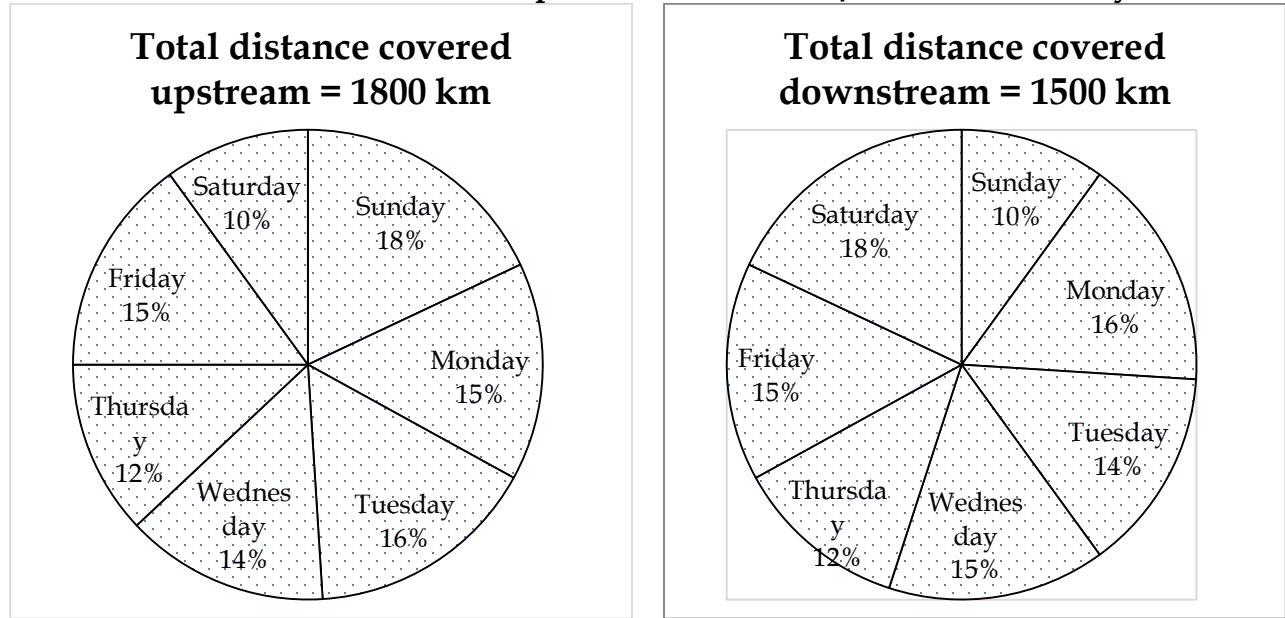 Total distance covered
upstream = 1800 km
Saturday
10%
Sunday
18%
Friday
15%
Monday
15%
Thursda
y
12%
Wednes
day
14%
Tuesday
16%
Total distance covered
downstream = 1500 km
Sunday
10%
Saturday
18%
Monday
16%
Friday
15%
Tuesday
14%
Thursda
y
12%
Wednes
day
15%